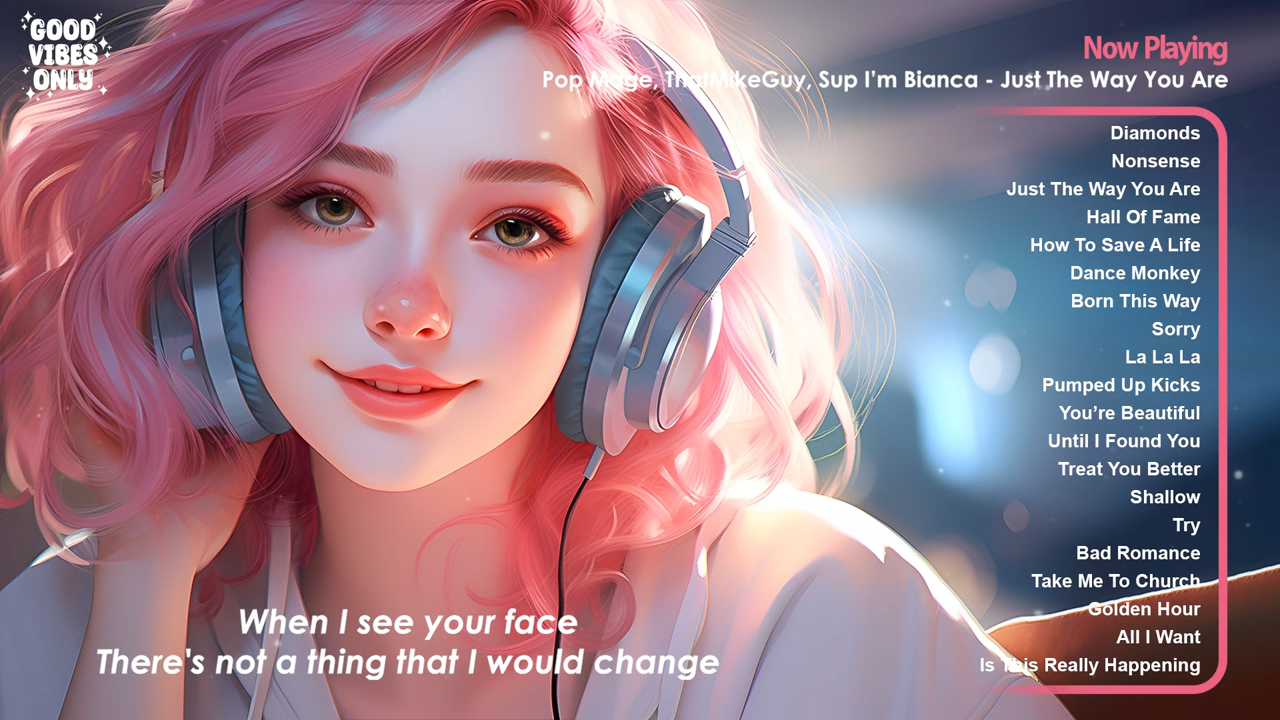 GOOD
VIBES
ONLY
Now Playing
Pop Mage, ThatMikeGuy, Sup I’m Bianca - Just The Way You Are
Diamonds
Nonsense
Just The Way You Are
Hall Of Fame
How To Save A Life
Dance Monkey
Born This Way
Sorry
La La La
Pumped Up Kicks
You’re Beautiful
Until I Found You
Treat You Better
Shallow
Try
Bad Romance
Take Me To Church
Golden Hour
All I Want
Is This Really Happening
When I see your face
There's not a thing that I would change